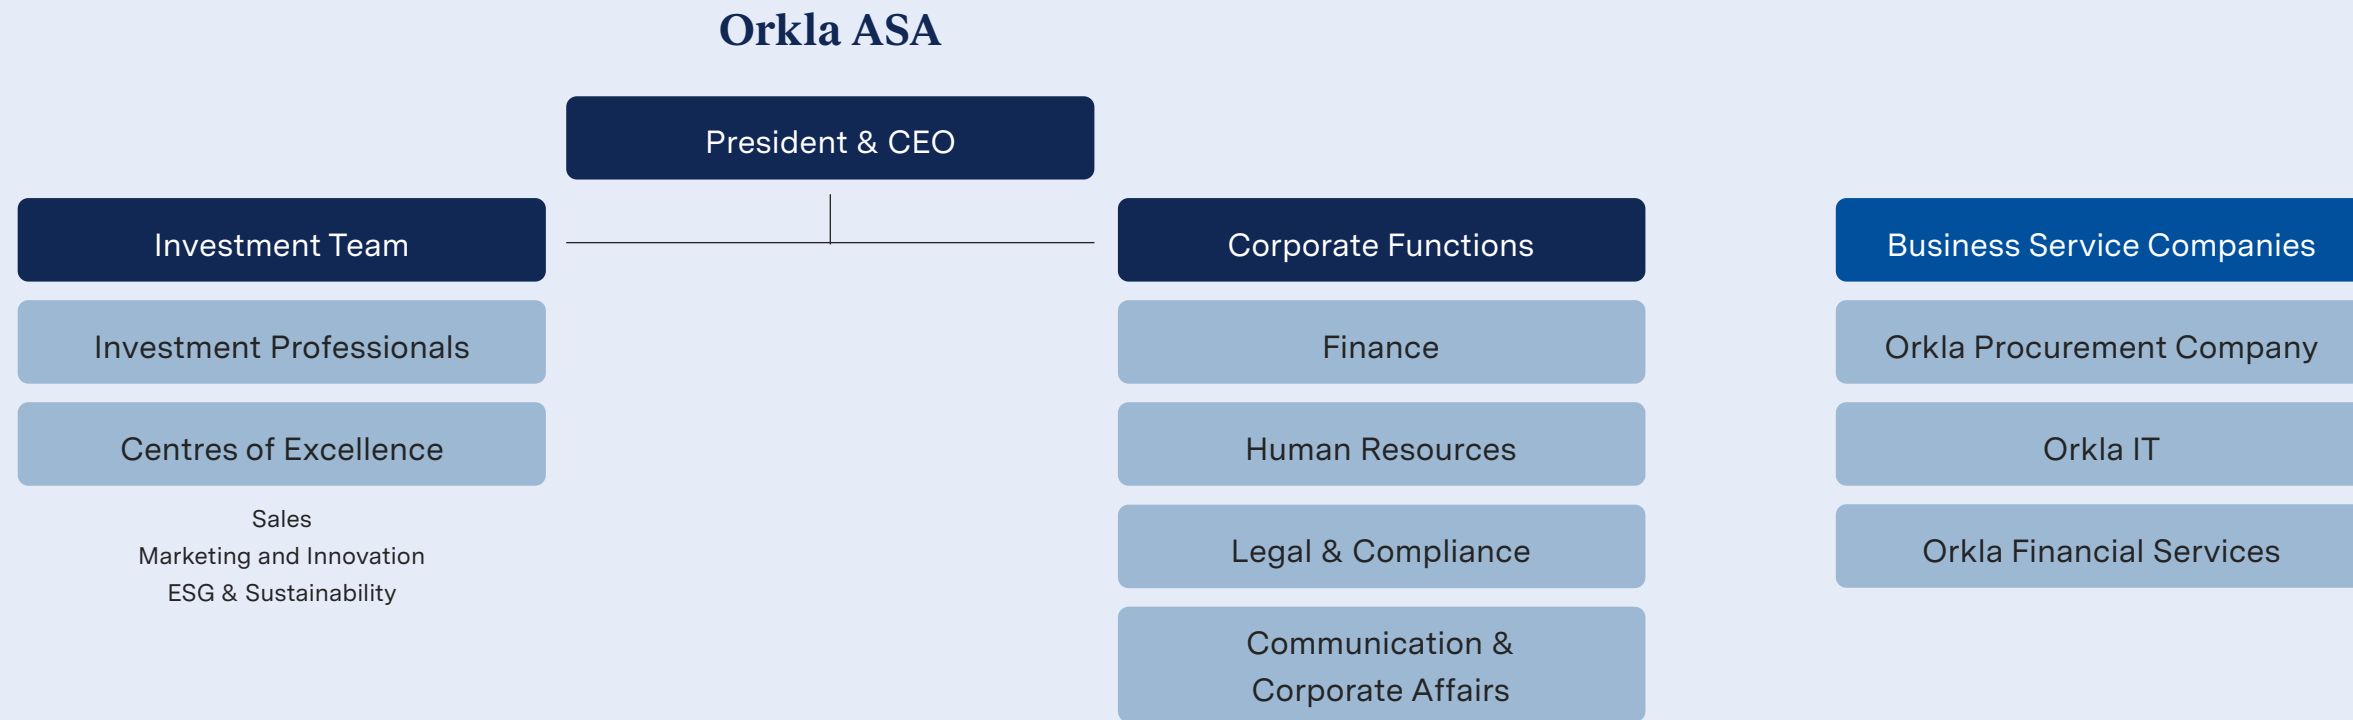 Orkla ASA
President & CEO
Investment Team
Investment Professionals
Centres of Excellence
Sales
Marketing and Innovation
ESG & Sustainability
Corporate Functions
Finance
Human Resources
Legal & Compliance
Communication &
Corporate Affairs
Business Service Companies
Orkla Procurement Company
Orkla IT
Orkla Financial Services